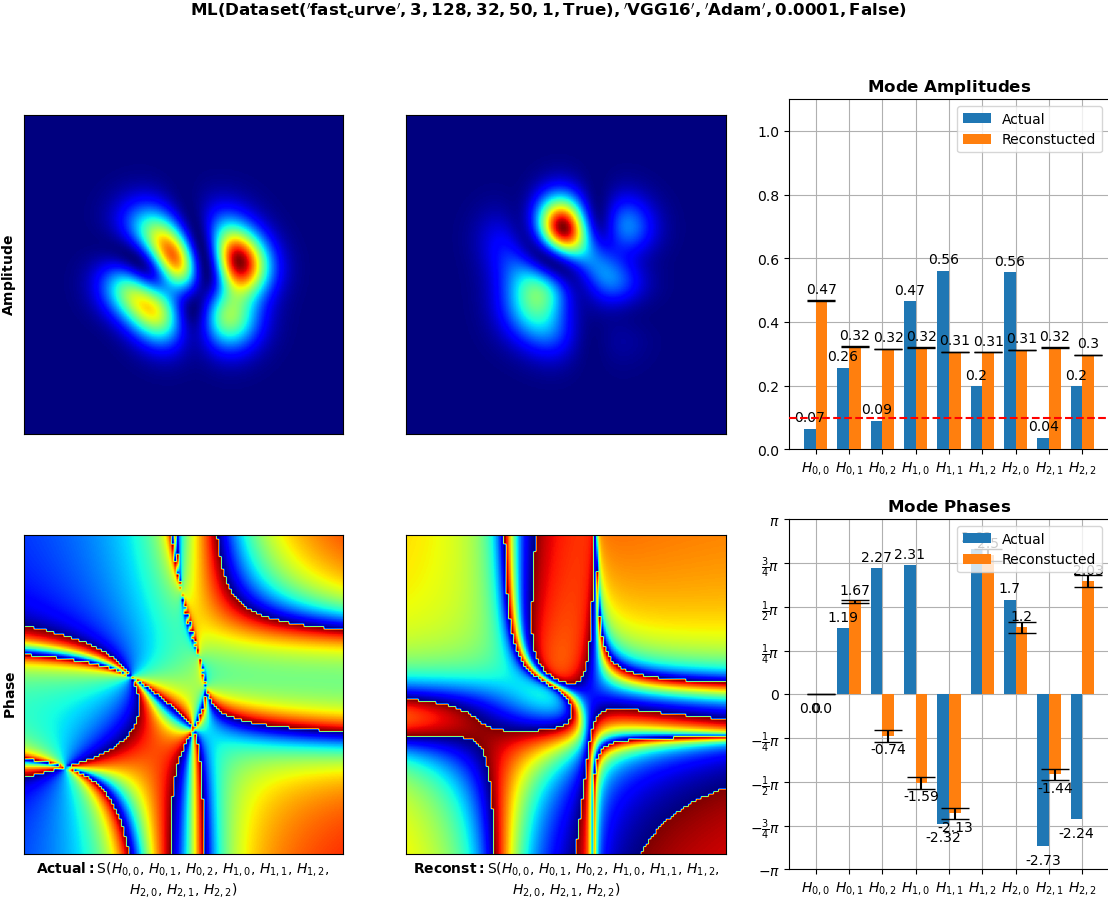 ML(Dataset('fast_curve', 3, 128, 32, 50, 1, True), 'VGG16', 'Adam', 0.0001, False)
Amplitude
Mode Amplitudes
Actual
Reconstucted
1.0
0.8
0.6
0.4
0.2
0.0
0.07
0.47
0.26
0.32
0.09
0.32
0.47
0.32
0.56
0.31
0.2
0.31
0.56
0.31
0.04
0.32
0.2
0.3
H0,0 H0,1 H0,2 H1,0 H1,1 H1,2 H2,0 H2,1 H2,2
Phase
Mode Phases
Actual
Reconstucted
π
3/4π
1/2π
1/4π
0
−1/4π
−1/2π
−3/4π
−π
0.0
0.0
1.19
1.67
2.27
-0.74
2.31
-1.59
-2.32
-2.13
1.7
1.2
-2.73
-1.44
-2.24
2.03
H0,0 H0,1 H0,2 H1,0 H1,1 H1,2 H2,0 H2,1 H2,2
Actual: S(H0,0, H0,1, H0,2, H1,0, H1,1, H1,2,
H2,0, H2,1, H2,2)
Reconst: S(H0,0, H0,1, H0,2, H1,0, H1,1, H1,2,
H2,0, H2,1, H2,2)